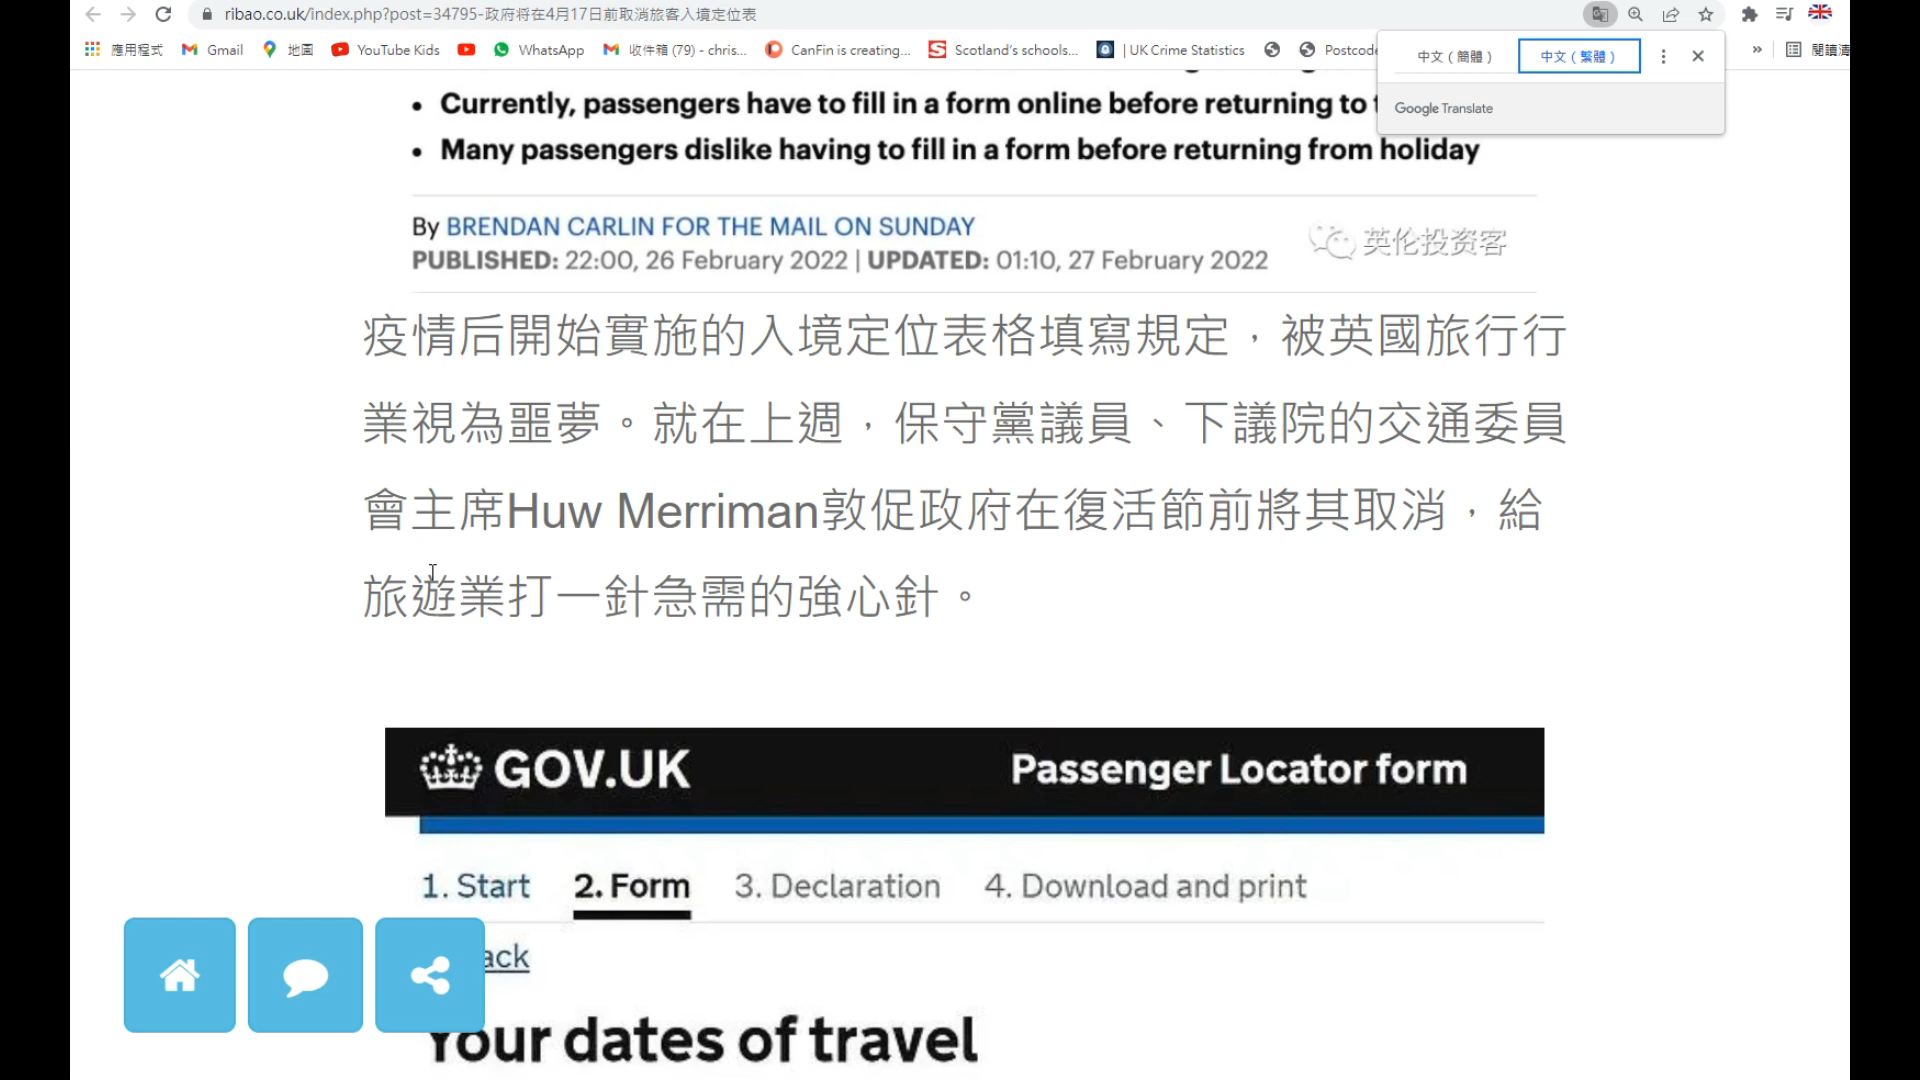 ribao.co.uk/index.php?post=34795-政府将在4月17日前取消旅客入境定位表
應用程式 Gmail 地圖 YouTube Kids WhatsApp 收件箱 (79) - chris... CanFin is creating... Scotland's schools... | UK Crime Statistics Postcode » 閱讀清
中文（簡體） 中文（繁體）
Google Translate
• Currently, passengers have to fill in a form online before returning to
• Many passengers dislike having to fill in a form before returning from holiday
By BRENDAN CARLIN FOR THE MAIL ON SUNDAY
PUBLISHED: 22:00, 26 February 2022 | UPDATED: 01:10, 27 February 2022
英伦投资客
疫情后開始實施的入境定位表格填寫規定，被英國旅行行
業視為噩夢。就在上週，保守黨議員、下議院的交通委員
會主席Huw Merriman敦促政府在復活節前將其取消，給
旅遊業打一針急需的強心針。
GOV.UK Passenger Locator form
1. Start 2. Form 3. Declaration 4. Download and print
ack
Your dates of travel